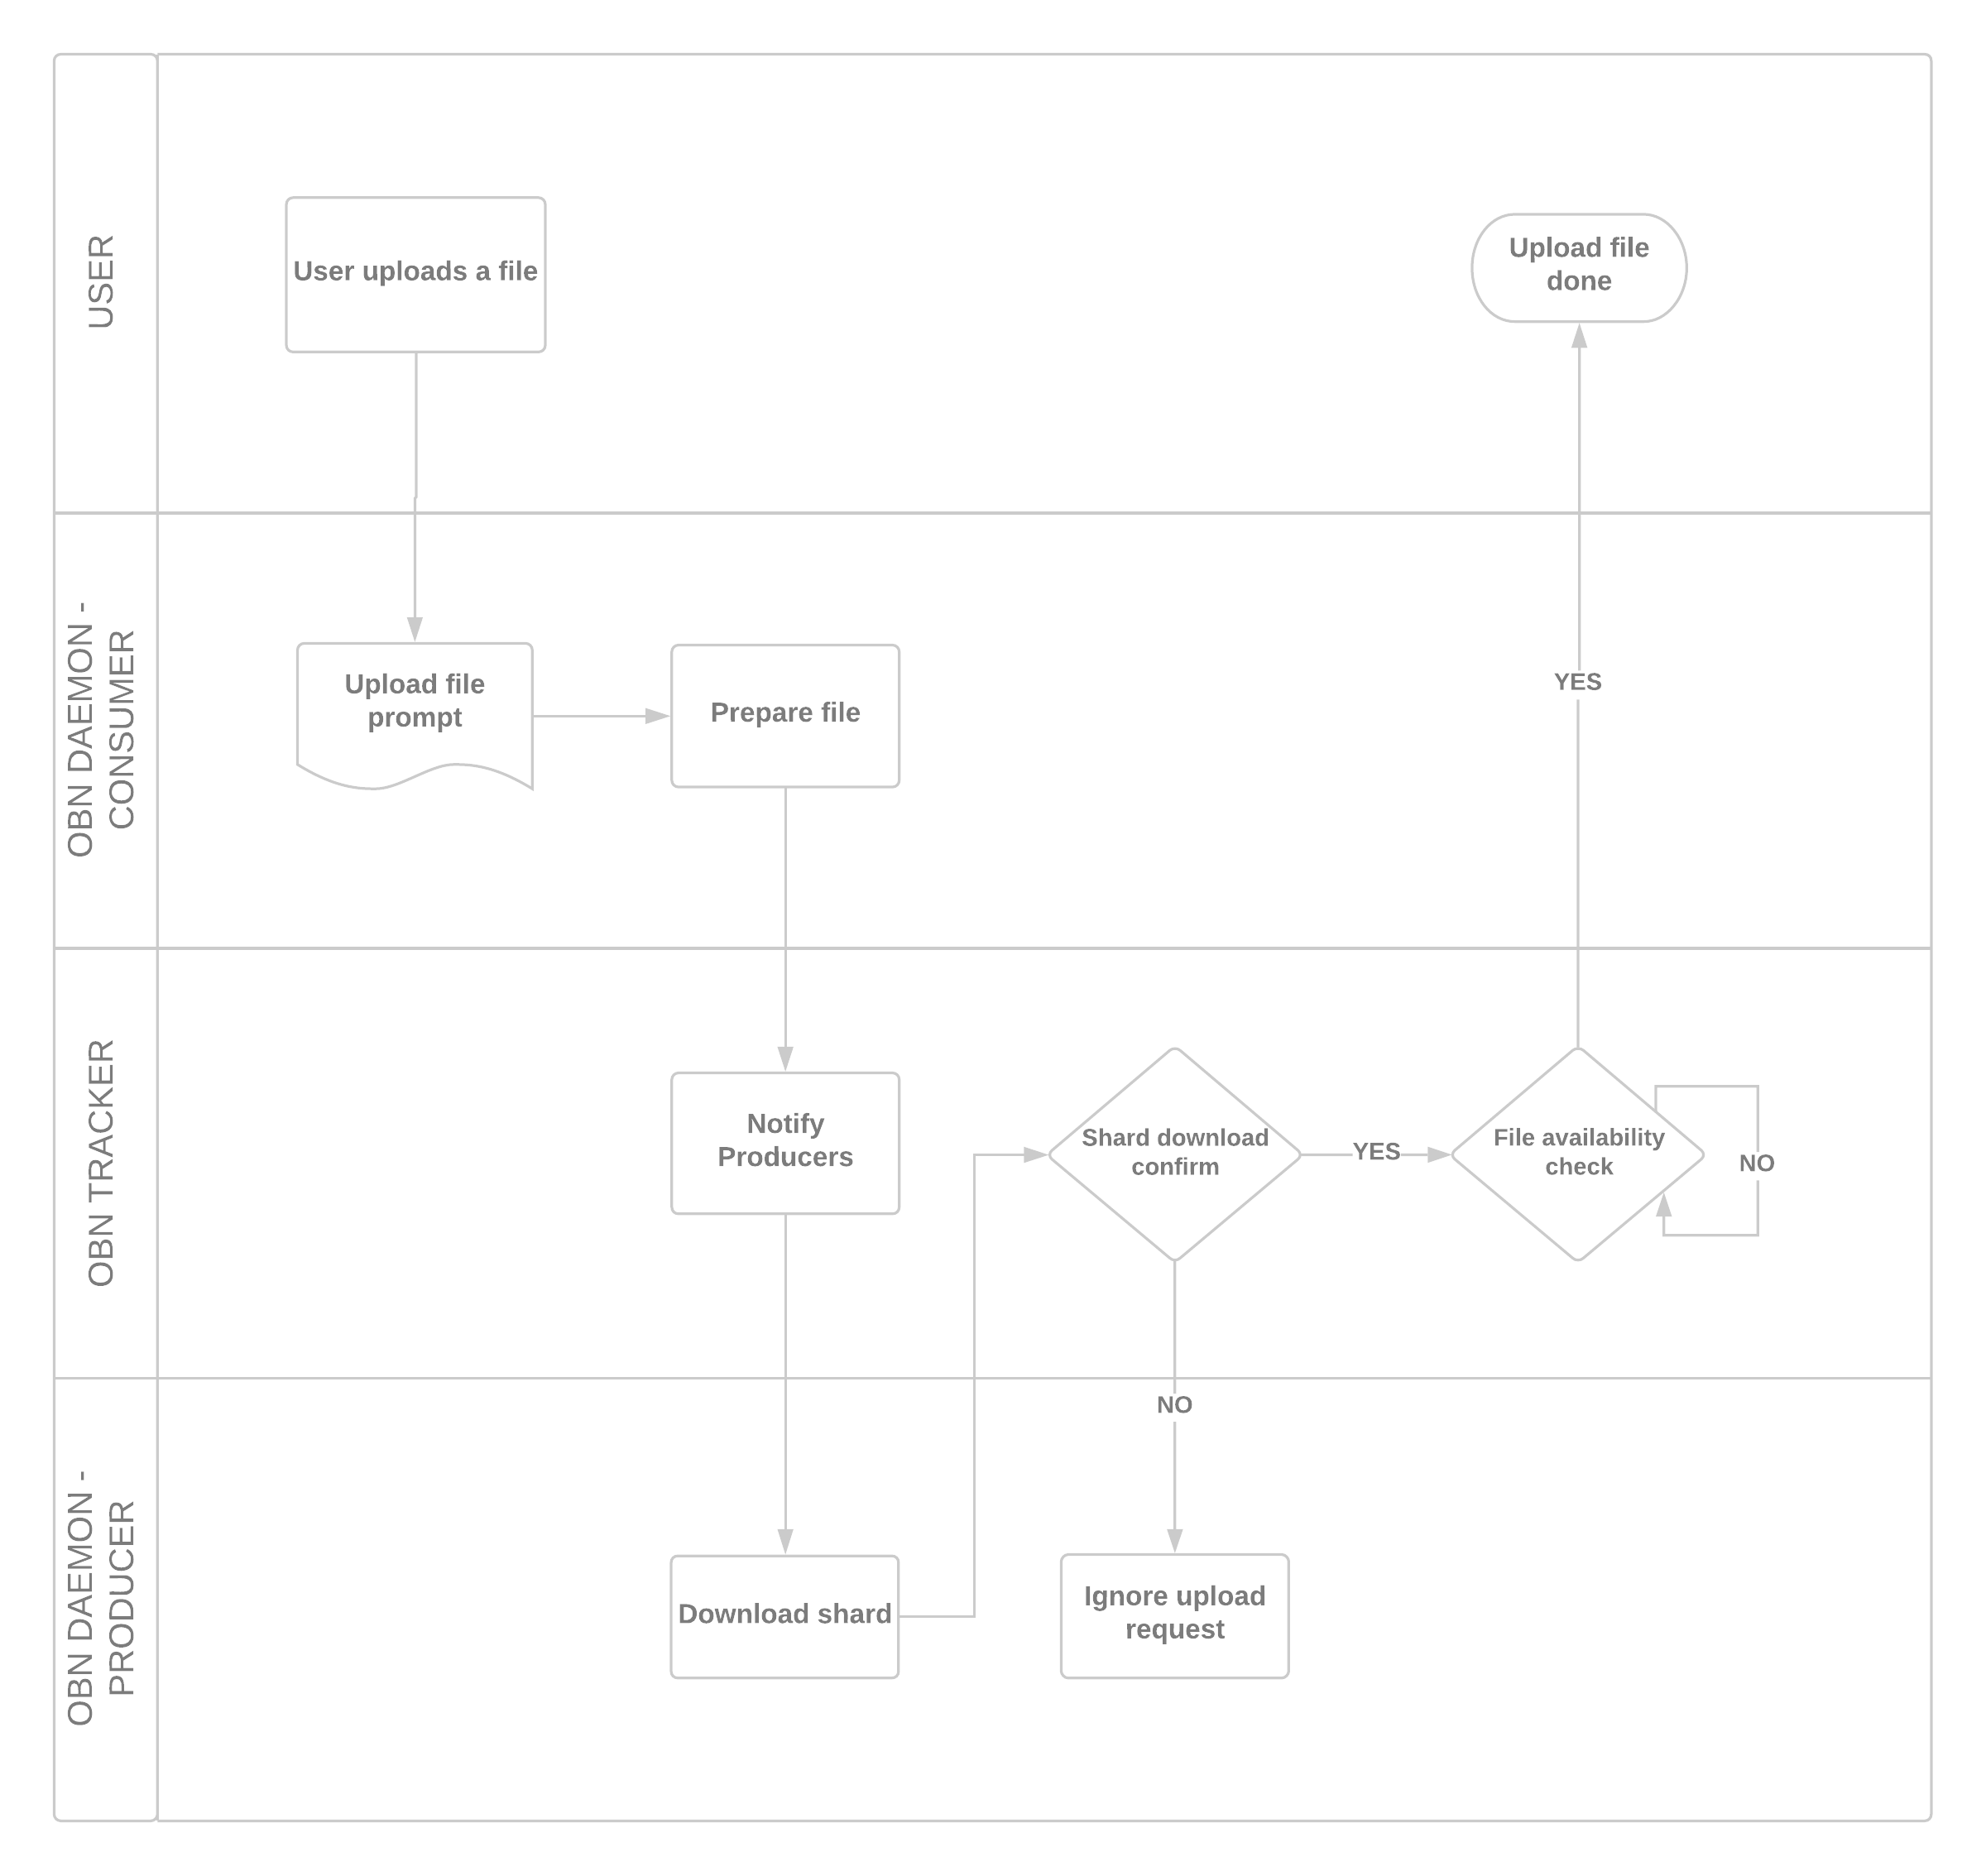 USER
User uploads a file
Upload file
done
OBN DAEMON -
CONSUMER
Upload file
prompt
Prepare file
YES
OBN TRACKER
Notify
Producers
Shard download
confirm
YES
File availability
check
NO
OBN DAEMON -
PRODUCER
NO
Download shard
Ignore upload
request